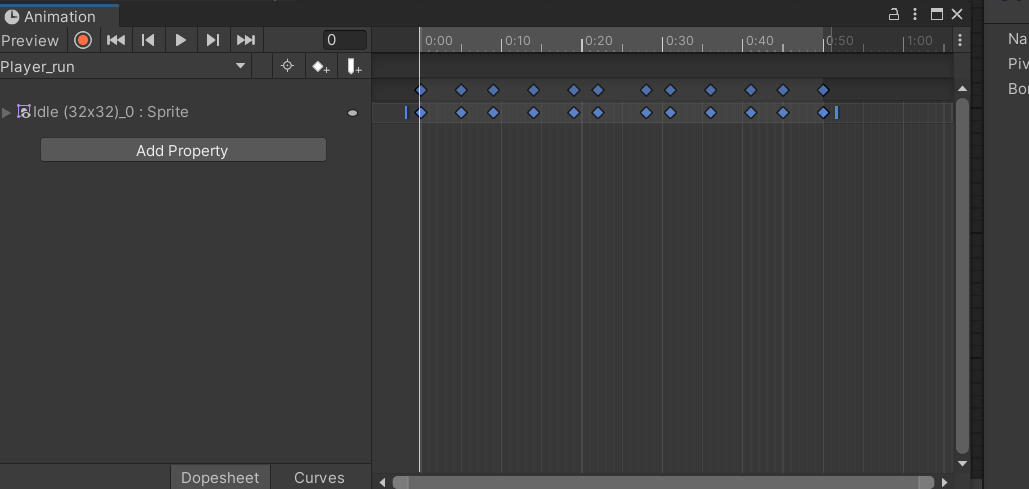 Animation
Preview 0 0:00 0:10 0:20 0:30 0:40 0:50 1:00
Na
Player_run
Piv
Bor
Idle (32x32)_0 : Sprite
Add Property
Dopesheet Curves